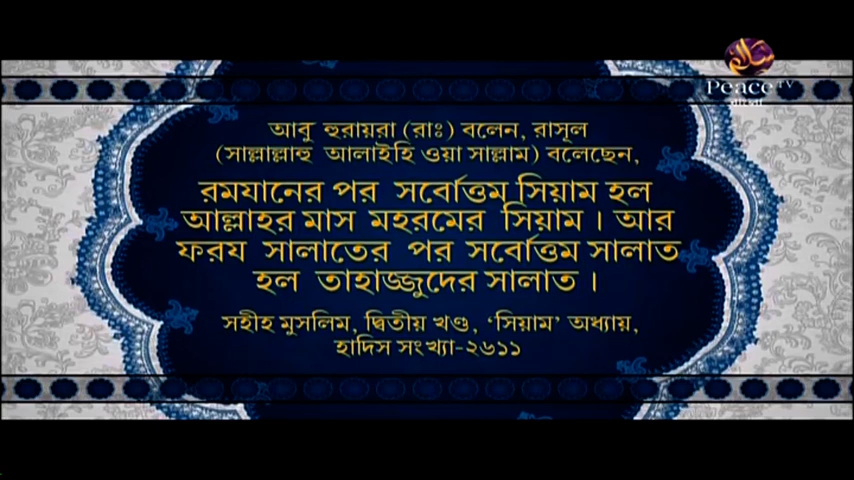 Peace TV
বাংলা
আবু হুরায়রা (রাঃ) বলেন, রাসূল
(সাল্লাল্লাহু আলাইহি ওয়া সাল্লাম) বলেছেন,
রমযানের পর সর্বোত্তম সিয়াম হল
আল্লাহর মাস মহরমের সিয়াম । আর
ফরয সালাতের পর সর্বোত্তম সালাত
হল তাহাজ্জুদের সালাত ।
সহীহ মুসলিম, দ্বিতীয় খণ্ড, ‘সিয়াম’ অধ্যায়,
হাদিস সংখ্যা-২৬১১